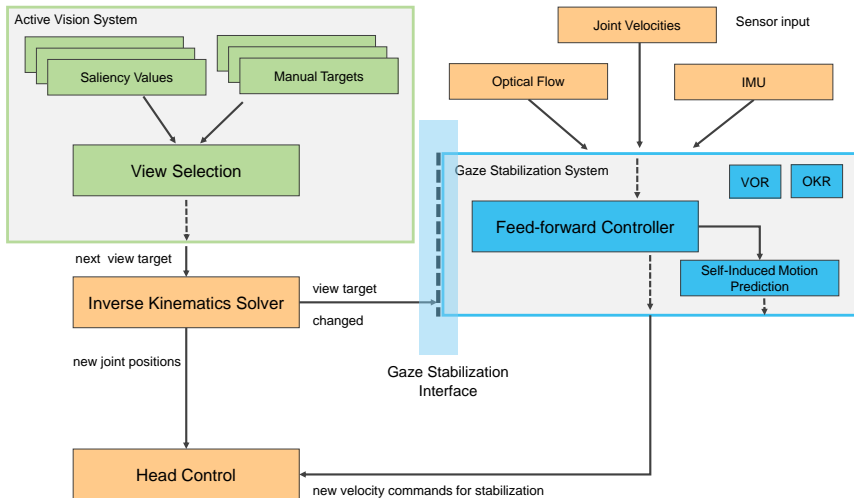 Active Vision System
Saliency Values
Manual Targets
View Selection
next view target
Inverse Kinematics Solver
view target
changed
new joint positions
Head Control
Joint Velocities
Sensor input
Optical Flow
IMU
Gaze Stabilization System
VOR
OKR
Feed-forward Controller
Self-Induced Motion
Prediction
Gaze Stabilization
Interface
new velocity commands for stabilization